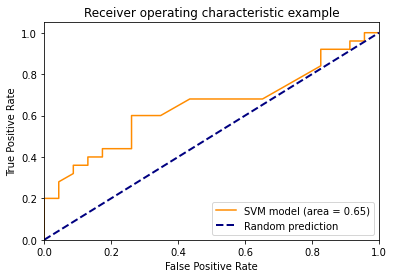 Receiver operating characteristic example
1.0
0.8
0.6
0.4
0.2
0.0
True Positive Rate
SVM model (area = 0.65)
Random prediction
0.0 0.2 0.4 0.6 0.8 1.0
False Positive Rate